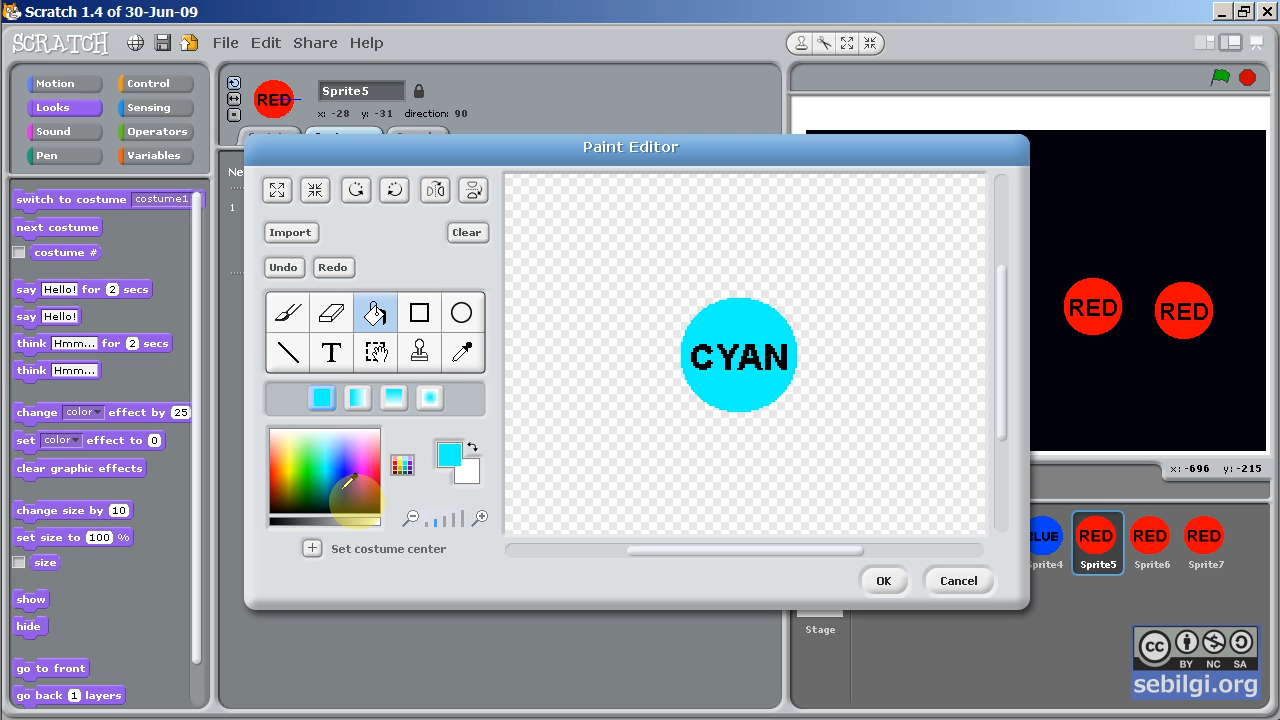 Scratch 1.4 of 30-Jun-09
SCRATCH File Edit Share Help
Motion Control
Looks Sensing
Sound Operators
Pen Variables
RED Sprite5
x: -28 y: -31 direction: 90
Paint Editor
Ne
1
switch to costume costume1
next costume
costume #
say Hello! for 2 secs
say Hello!
think Hmm... for 2 secs
think Hmm...
change color effect by 25
set color effect to 0
clear graphic effects
change size by 10
set size to 100 %
size
show
hide
go to front
go back 1 layers
Import Clear
Undo Redo
T
CYAN
Set costume center
OK Cancel
RED RED
x: -696 y: -215
BLUE RED RED RED
Sprite4 Sprite5 Sprite6 Sprite7
Stage
cc BY NC SA
sebilgi.org